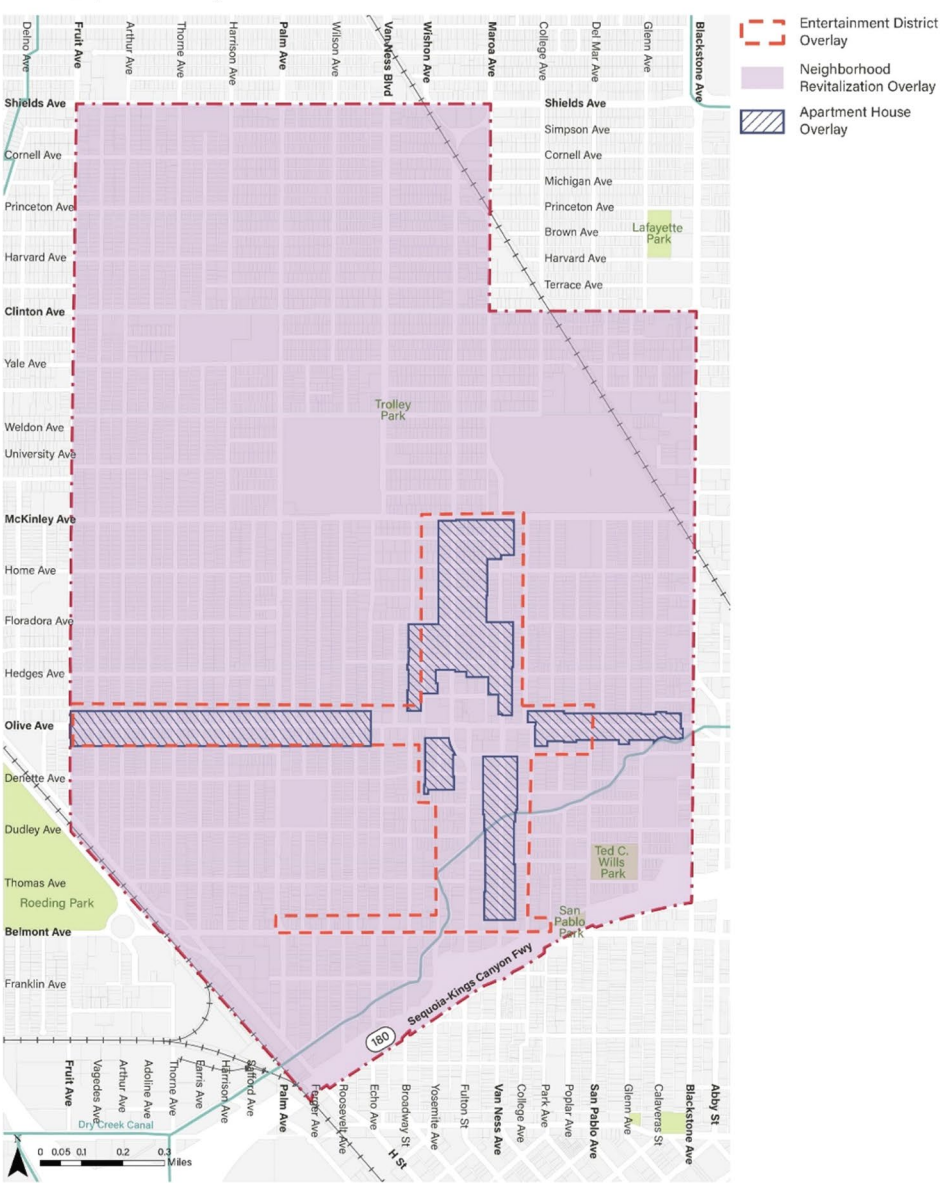 Delno Ave
Fruit Ave
Arthur Ave
Thorne Ave
Harrison Ave
Palm Ave
Wilson Ave
Van Ness Blvd
Wishon Ave
Maroa Ave
College Ave
Del Mar Ave
Glenn Ave
Blackstone Ave
Entertainment District
Overlay
Neighborhood
Revitalization Overlay
Apartment House
Overlay
Shields Ave
Cornell Ave
Princeton Ave
Harvard Ave
Clinton Ave
Yale Ave
Weldon Ave
University Ave
McKinley Ave
Home Ave
Floradora Ave
Hedges Ave
Olive Ave
Denette Ave
Dudley Ave
Thomas Ave
Roeding Park
Belmont Ave
Franklin Ave
Shields Ave
Simpson Ave
Cornell Ave
Michigan Ave
Princeton Ave
Brown Ave
Harvard Ave
Terrace Ave
Lafayette
Park
Trolley
Park
Ted C.
Wills
Park
San
Pablo
Park
Sequoia-Kings Canyon Fwy
180
Fruit Ave
Vagedes Ave
Arthur Ave
Adoline Ave
Thorne Ave
Farris Ave
Harrison Ave
Safford Ave
Palm Ave
Ferger Ave
Roosevelt Ave
Echo Ave
Broadway St
Yosemite Ave
Fulton St
Van Ness Ave
College Ave
Park Ave
Poplar Ave
San Pablo Ave
Glenn Ave
Calaveras St
Blackstone Ave
Abby St
H St
Dry Creek Canal
N
0 0.05 0.1 0.2 0.3
Miles